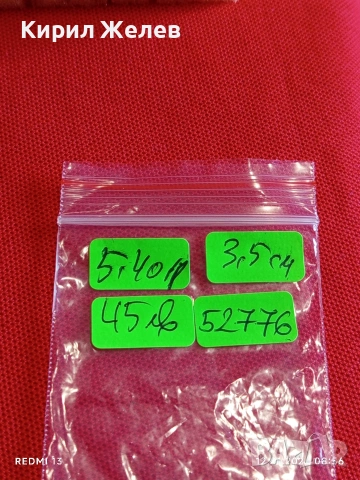 Кирил Желев
5,40гр 3,5см
45лв 52776
REDMI 13